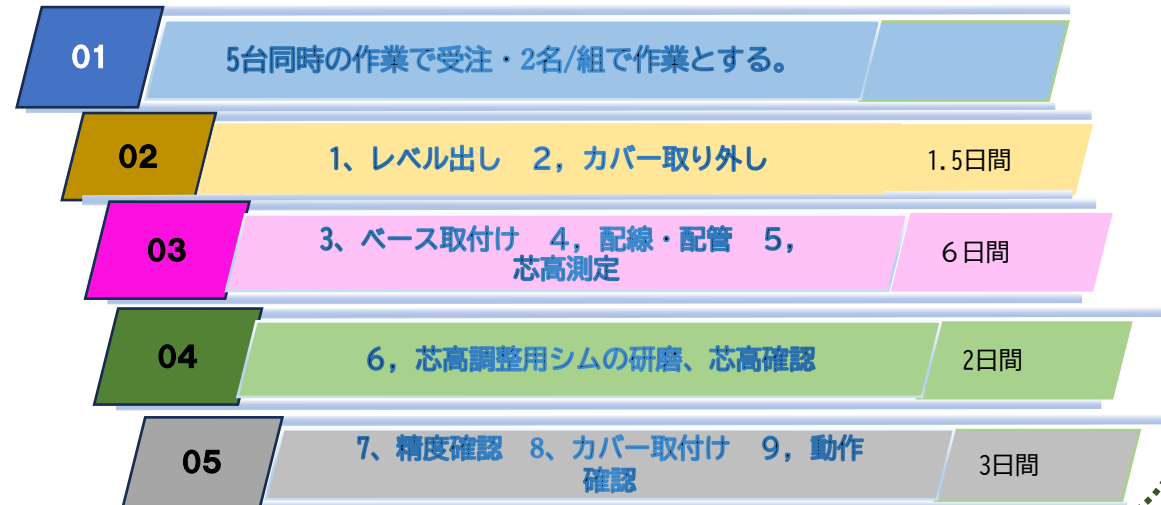 01
5台同時の作業で受注・2名/組で作業とする。
02
1、レベル出し　２，カバー取り外し
1.5日間
03
3、ベース取付け　４，配線・配管　５，
芯高測定
６日間
04
６，芯高調整用シムの研磨、芯高確認
2日間
05
7、精度確認　8、カバー取付け　９，動作
確認
3日間